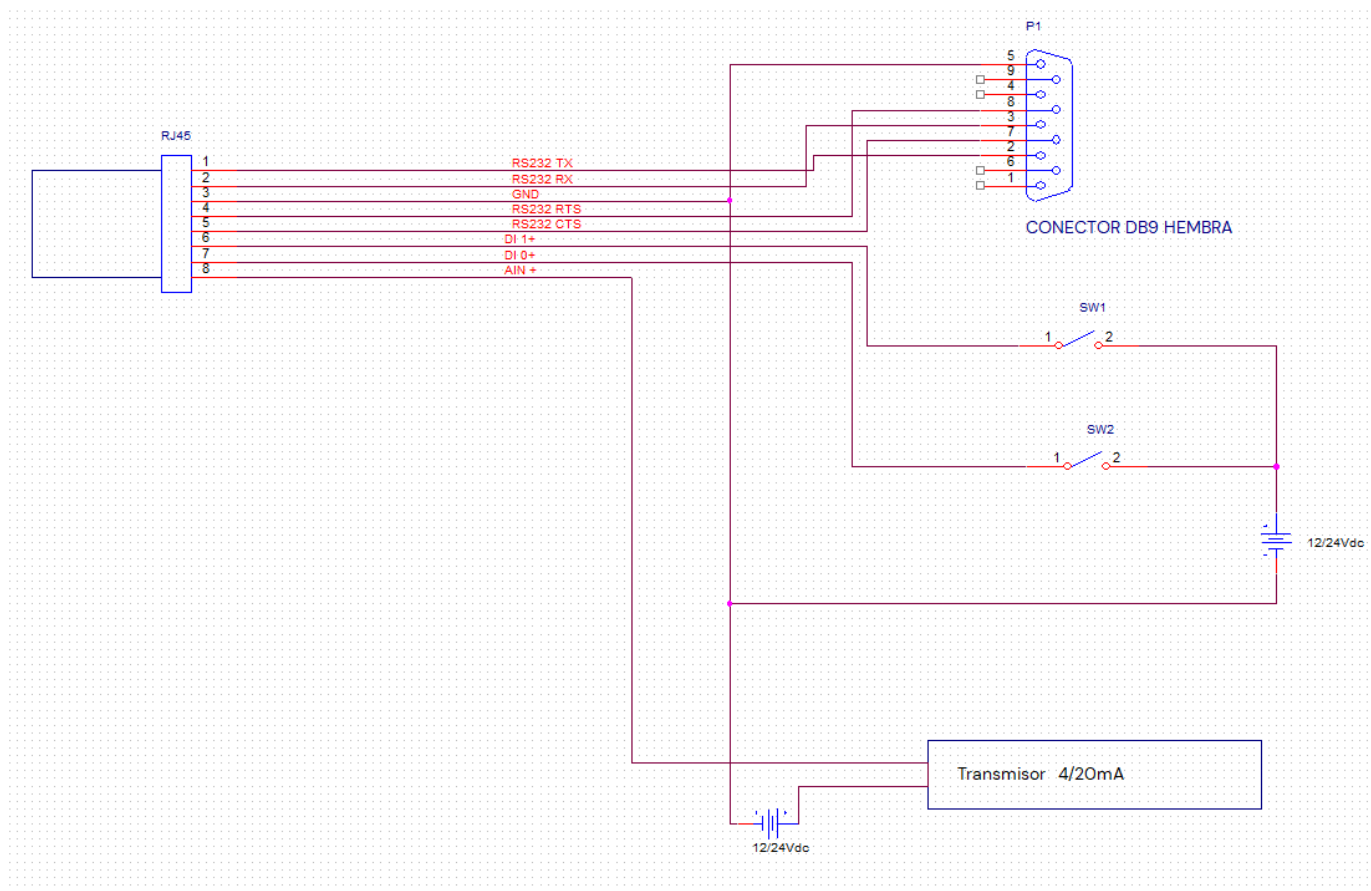 P1
5
9
4
8
3
7
2
6
1
CONECTOR DB9 HEMBRA
RJ45
1 RS232 TX
2 RS232 RX
3 GND
4 RS232 RTS
5 RS232 CTS
6 DI 1+
7 DI 0+
8 AIN +
SW1
1 2
SW2
1 2
12/24Vdc
Transmisor 4/20mA
12/24Vdc